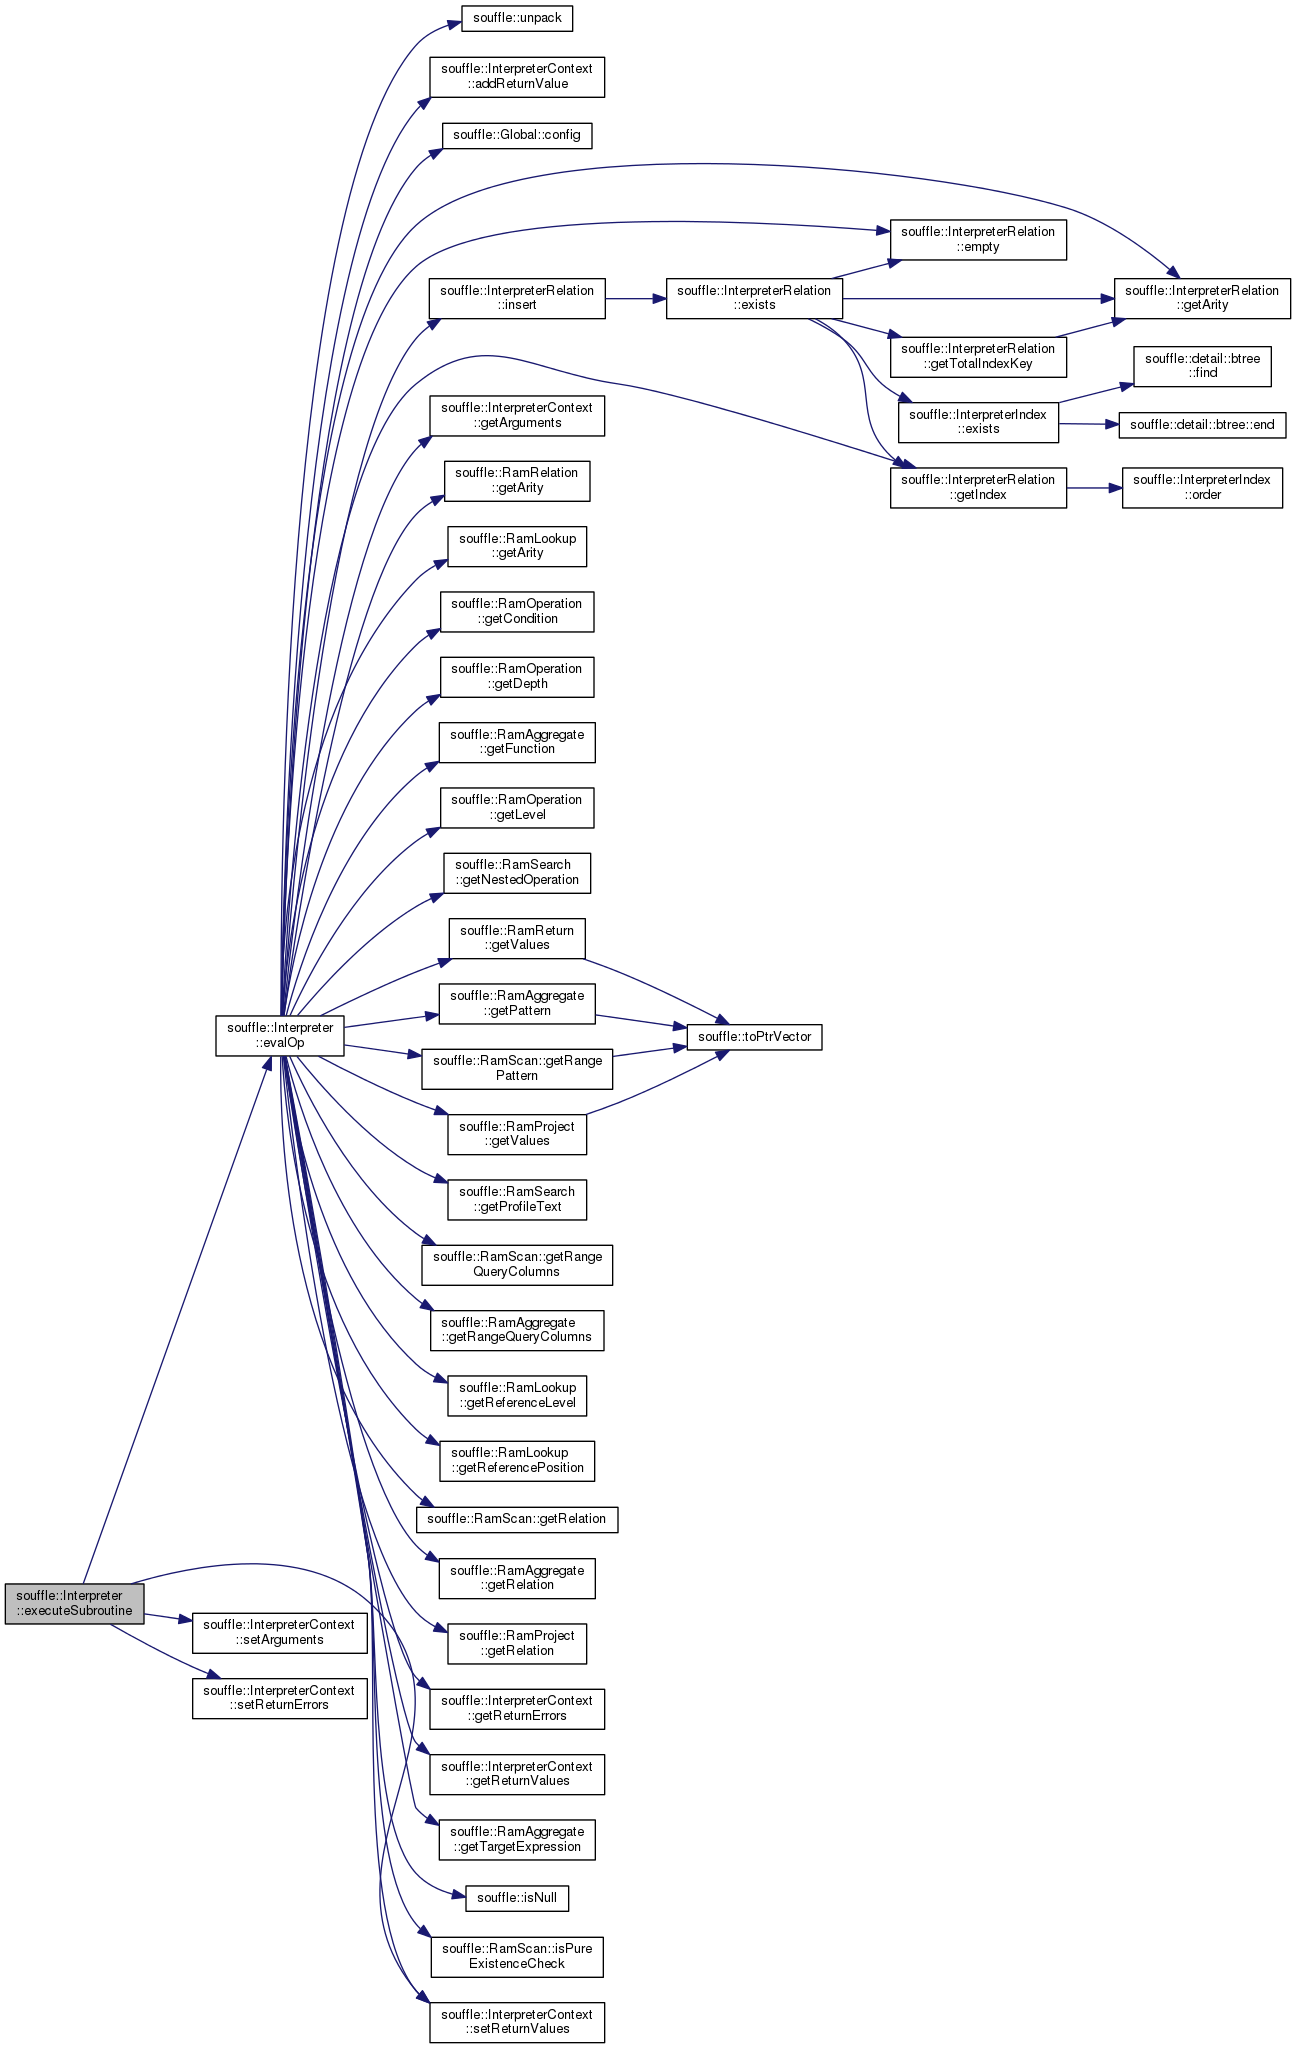 souffle::unpack
souffle::InterpreterContext
::addReturnValue
souffle::Global::config
souffle::InterpreterRelation
::empty
souffle::InterpreterRelation
::insert
souffle::InterpreterRelation
::exists
souffle::InterpreterRelation
::getArity
souffle::InterpreterRelation
::getTotalIndexKey
souffle::detail::btree
::find
souffle::InterpreterContext
::getArguments
souffle::InterpreterIndex
::exists
souffle::detail::btree::end
souffle::RamRelation
::getArity
souffle::InterpreterRelation
::getIndex
souffle::InterpreterIndex
::order
souffle::RamLookup
::getArity
souffle::RamOperation
::getCondition
souffle::RamOperation
::getDepth
souffle::RamAggregate
::getFunction
souffle::RamOperation
::getLevel
souffle::RamSearch
::getNestedOperation
souffle::RamReturn
::getValues
souffle::RamAggregate
::getPattern
souffle::Interpreter
::evalOp
souffle::toPtrVector
souffle::RamScan::getRange
Pattern
souffle::RamProject
::getValues
souffle::RamSearch
::getProfileText
souffle::RamScan::getRange
QueryColumns
souffle::RamAggregate
::getRangeQueryColumns
souffle::RamLookup
::getReferenceLevel
souffle::RamLookup
::getReferencePosition
souffle::RamScan::getRelation
souffle::RamAggregate
::getRelation
souffle::Interpreter
::executeSubroutine
souffle::InterpreterContext
::setArguments
souffle::RamProject
::getRelation
souffle::InterpreterContext
::setReturnErrors
souffle::InterpreterContext
::getReturnErrors
souffle::InterpreterContext
::getReturnValues
souffle::RamAggregate
::getTargetExpression
souffle::isNull
souffle::RamScan::isPure
ExistenceCheck
souffle::InterpreterContext
::setReturnValues